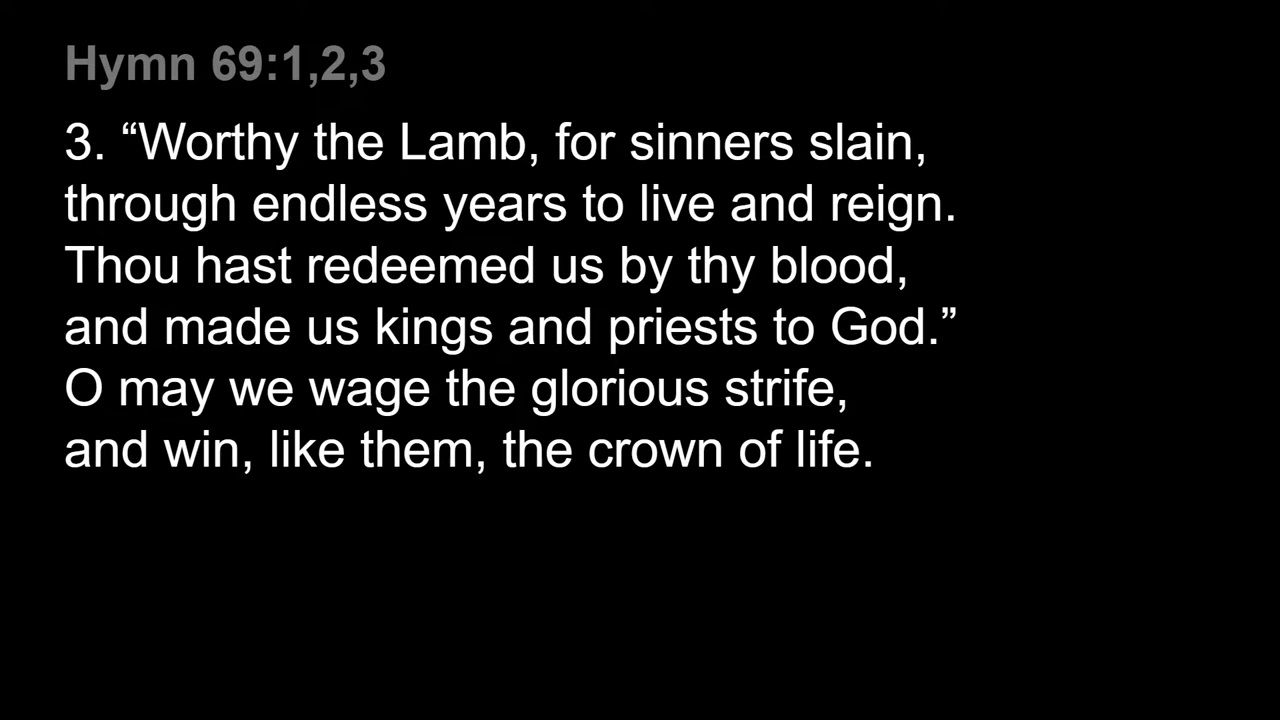 Hymn 69:1,2,3
3. “Worthy the Lamb, for sinners slain,
through endless years to live and reign.
Thou hast redeemed us by thy blood,
and made us kings and priests to God.”
O may we wage the glorious strife,
and win, like them, the crown of life.